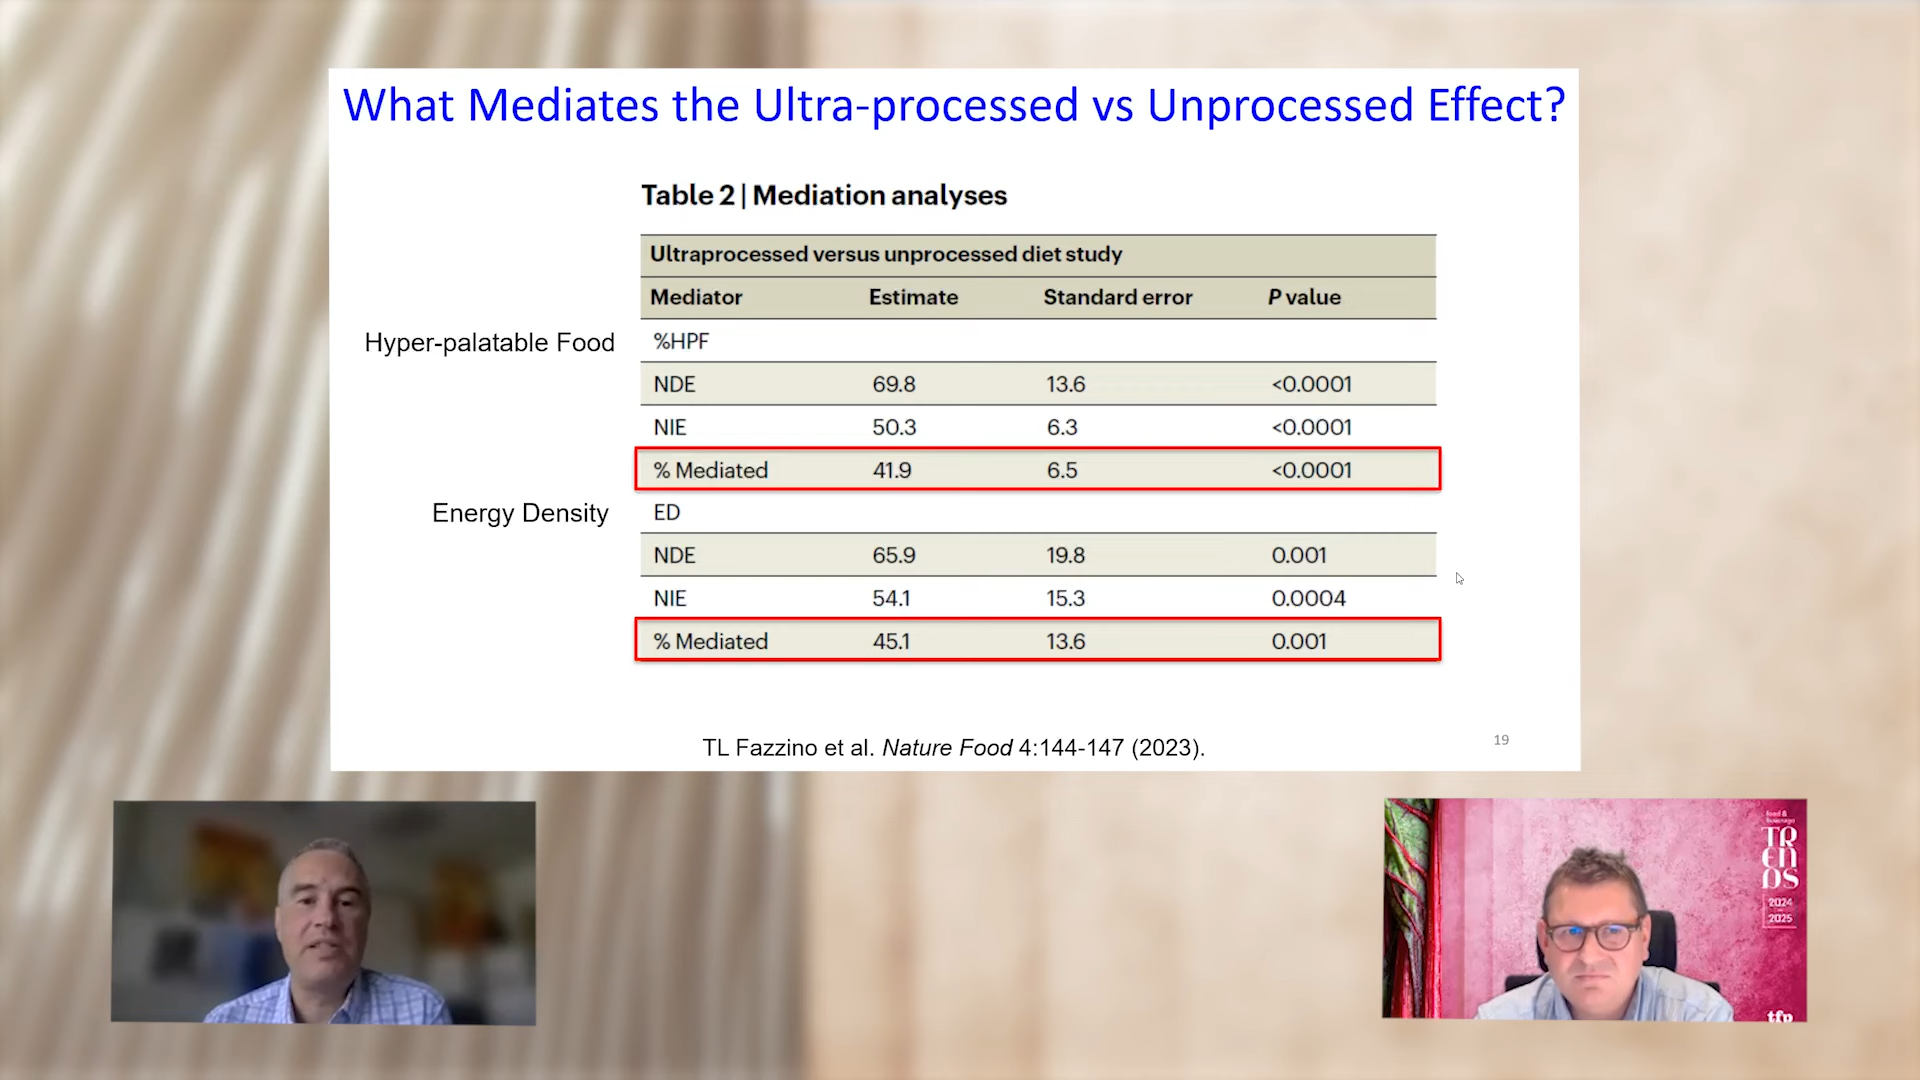 What Mediates the Ultra-processed vs Unprocessed Effect?
Table 2 | Mediation analyses
Ultraprocessed versus unprocessed diet study
Mediator Estimate Standard error P value
Hyper-palatable Food %HPF
NDE 69.8 13.6 <0.0001
NIE 50.3 6.3 <0.0001
% Mediated 41.9 6.5 <0.0001
Energy Density ED
NDE 65.9 19.8 0.001
NIE 54.1 15.3 0.0004
% Mediated 45.1 13.6 0.001
TL Fazzino et al. Nature Food 4:144-147 (2023).
19
food &
beverage
TR
EN
DS
2024
2025
tfp